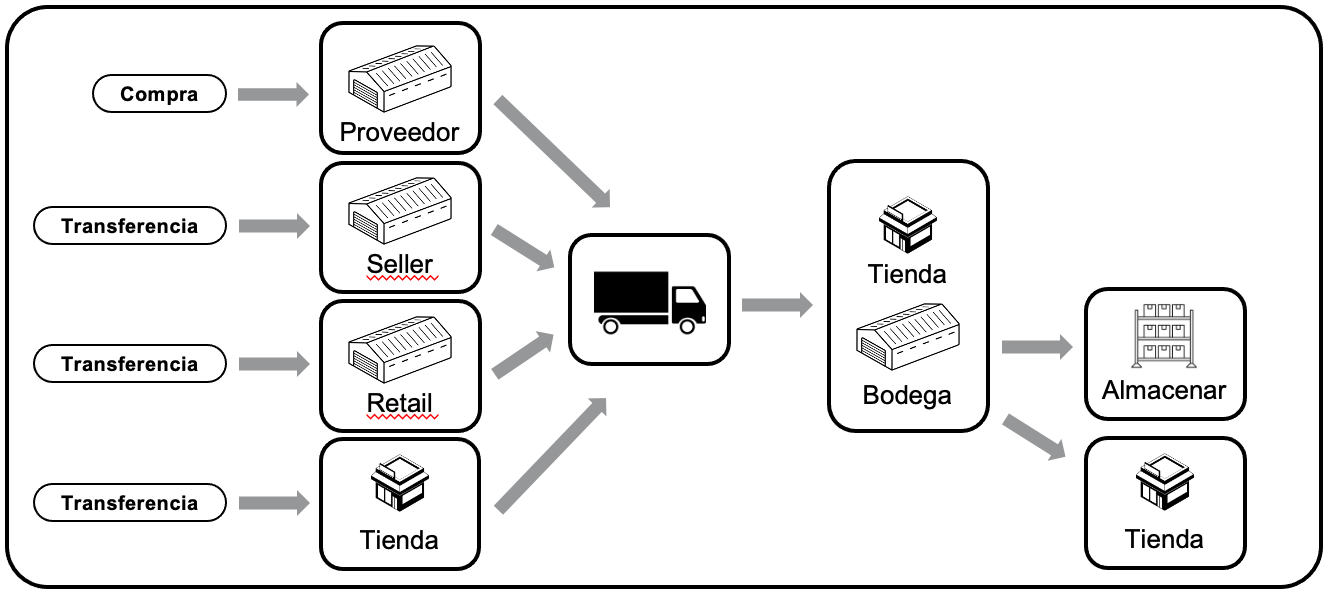 Compra
Proveedor
Transferencia
Seller
Transferencia
Retail
Transferencia
Tienda
Tienda
Bodega
Almacenar
Tienda